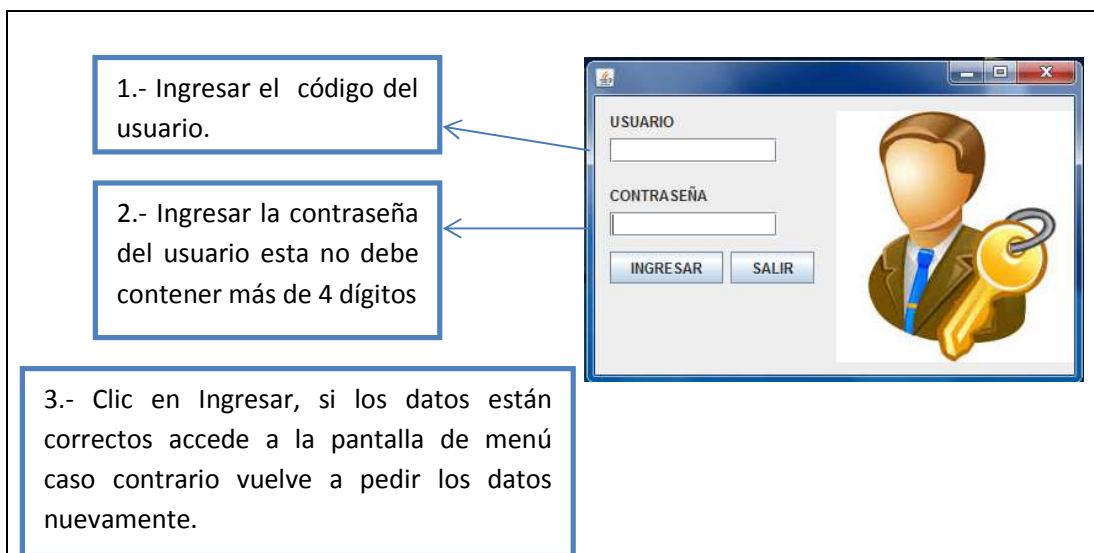 1.- Ingresar el código del
usuario.
2.- Ingresar la contraseña
del usuario esta no debe
contener más de 4 dígitos
3.- Clic en Ingresar, si los datos están
correctos accede a la pantalla de menú
caso contrario vuelve a pedir los datos
nuevamente.
USUARIO
CONTRASEÑA
INGRESAR SALIR